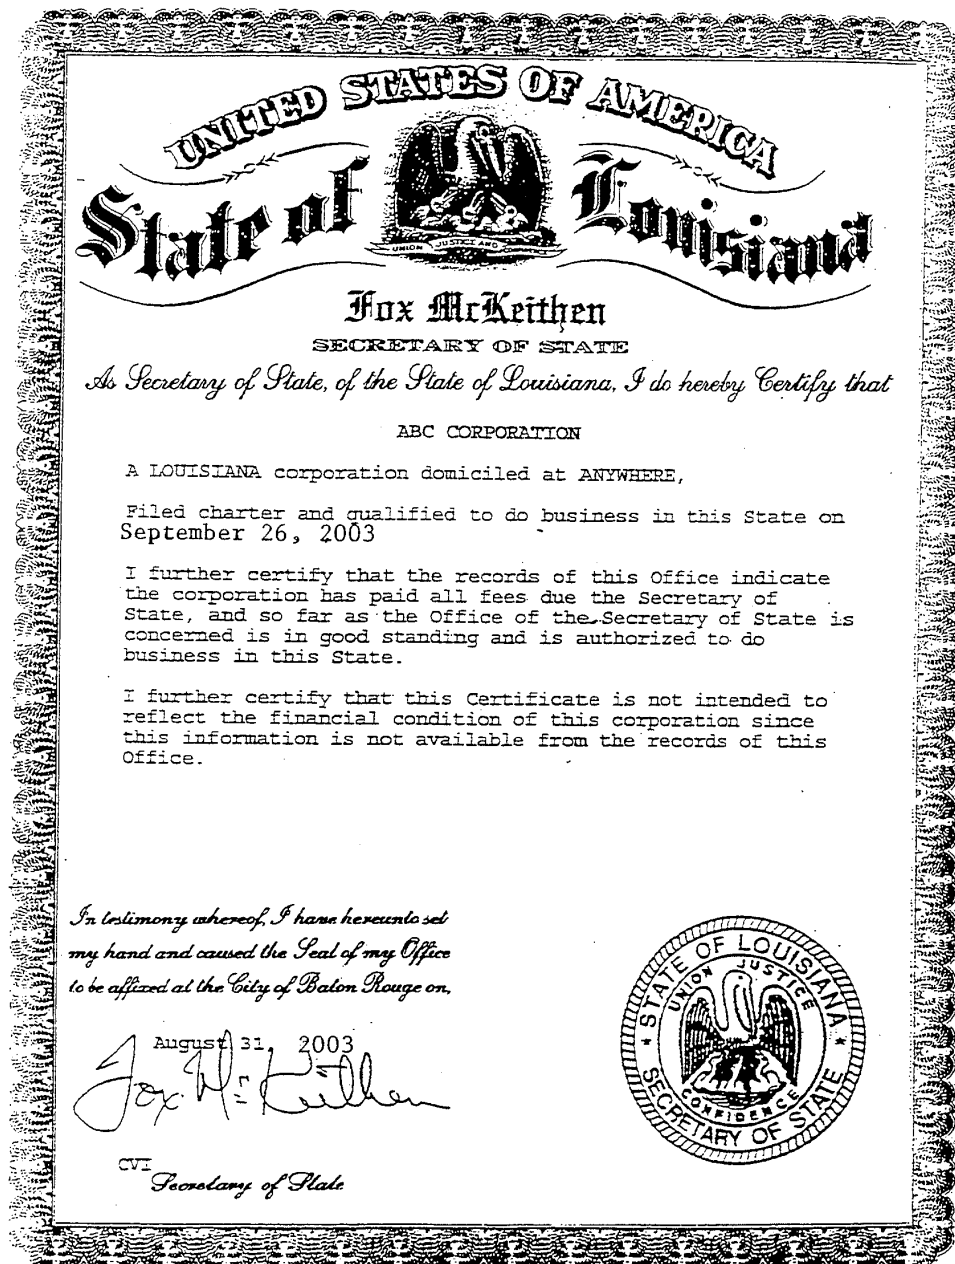 UNITED STATES OF AMERICA
State of Louisiana
UNION JUSTICE AND
Fox McKeithen
SECRETARY OF STATE
As Secretary of State, of the State of Louisiana, I do hereby Certify that
ABC CORPORATION
A LOUISIANA corporation domiciled at ANYWHERE,
Filed charter and qualified to do business in this State on
September 26, 2003
I further certify that the records of this Office indicate
the corporation has paid all fees due the Secretary of
State, and so far as the Office of the Secretary of State is
concerned is in good standing and is authorized to do
business in this State.
I further certify that this Certificate is not intended to
reflect the financial condition of this corporation since
this information is not available from the records of this
Office.
In testimony whereof, I have hereunto set
my hand and caused the Seal of my Office
to be affixed at the City of Baton Rouge on,
August 31, 2003
Fox McKeithen
CVI
Secretary of State
STATE OF LOUISIANA
UNION JUSTICE
CONFIDENCE
SECRETARY OF STATE